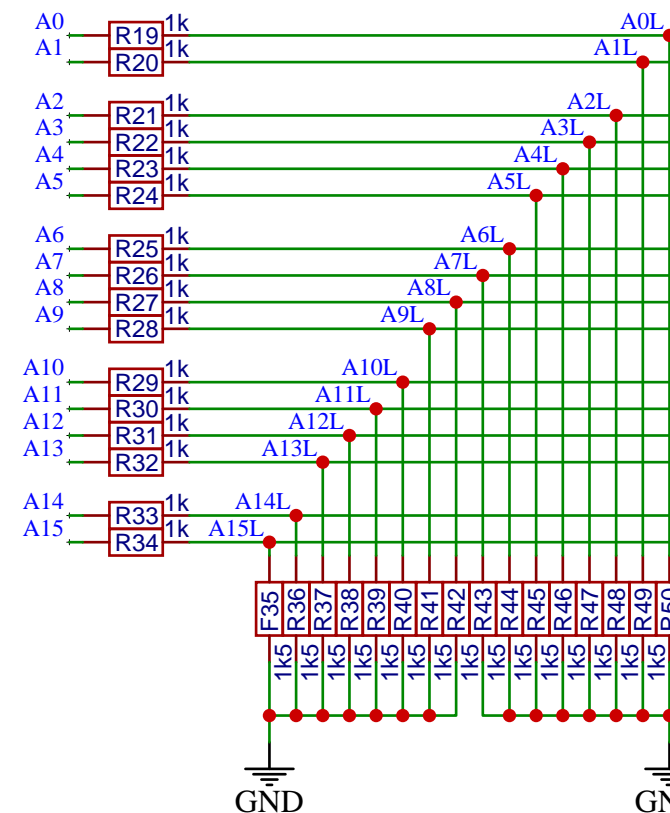 A0 R19 1k A0L
A1 R20 1k A1L
A2 R21 1k A2L
A3 R22 1k A3L
A4 R23 1k A4L
A5 R24 1k A5L
A6 R25 1k A6L
A7 R26 1k A7L
A8 R27 1k A8L
A9 R28 1k A9L
A10 R29 1k A10L
A11 R30 1k A11L
A12 R31 1k A12L
A13 R32 1k A13L
A14 R33 1k A14L
A15 R34 1k A15L
F35 R36 R37 R38 R39 R40 R41 R42 R43 R44 R45 R46 R47 R48 R49 R50
1k5 1k5 1k5 1k5 1k5 1k5 1k5 1k5 1k5 1k5 1k5 1k5 1k5 1k5 1k5
GND GN